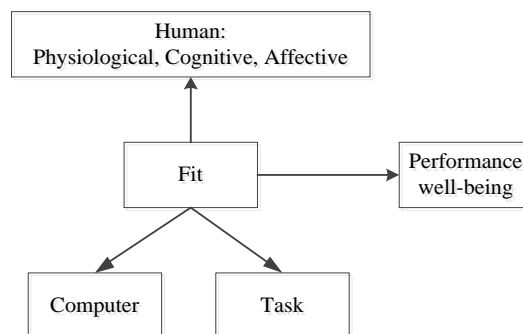 Human:
Physiological, Cognitive, Affective
Fit
Performance
well-being
Computer
Task